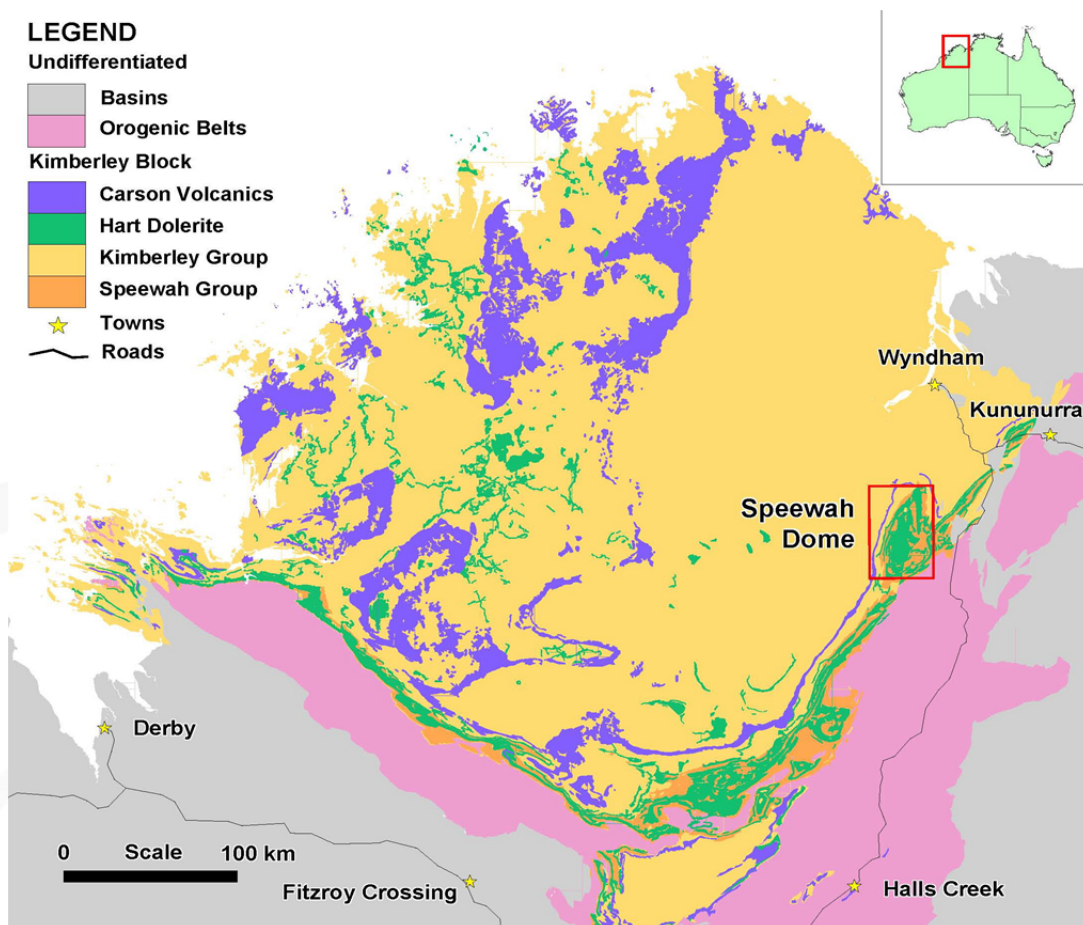 LEGEND
Undifferentiated
Basins
Orogenic Belts
Kimberley Block
Carson Volcanics
Hart Dolerite
Kimberley Group
Speewah Group
Towns
Roads
Wyndham
Kununurra
Speewah
Dome
Derby
0 Scale 100 km
Fitzroy Crossing
Halls Creek